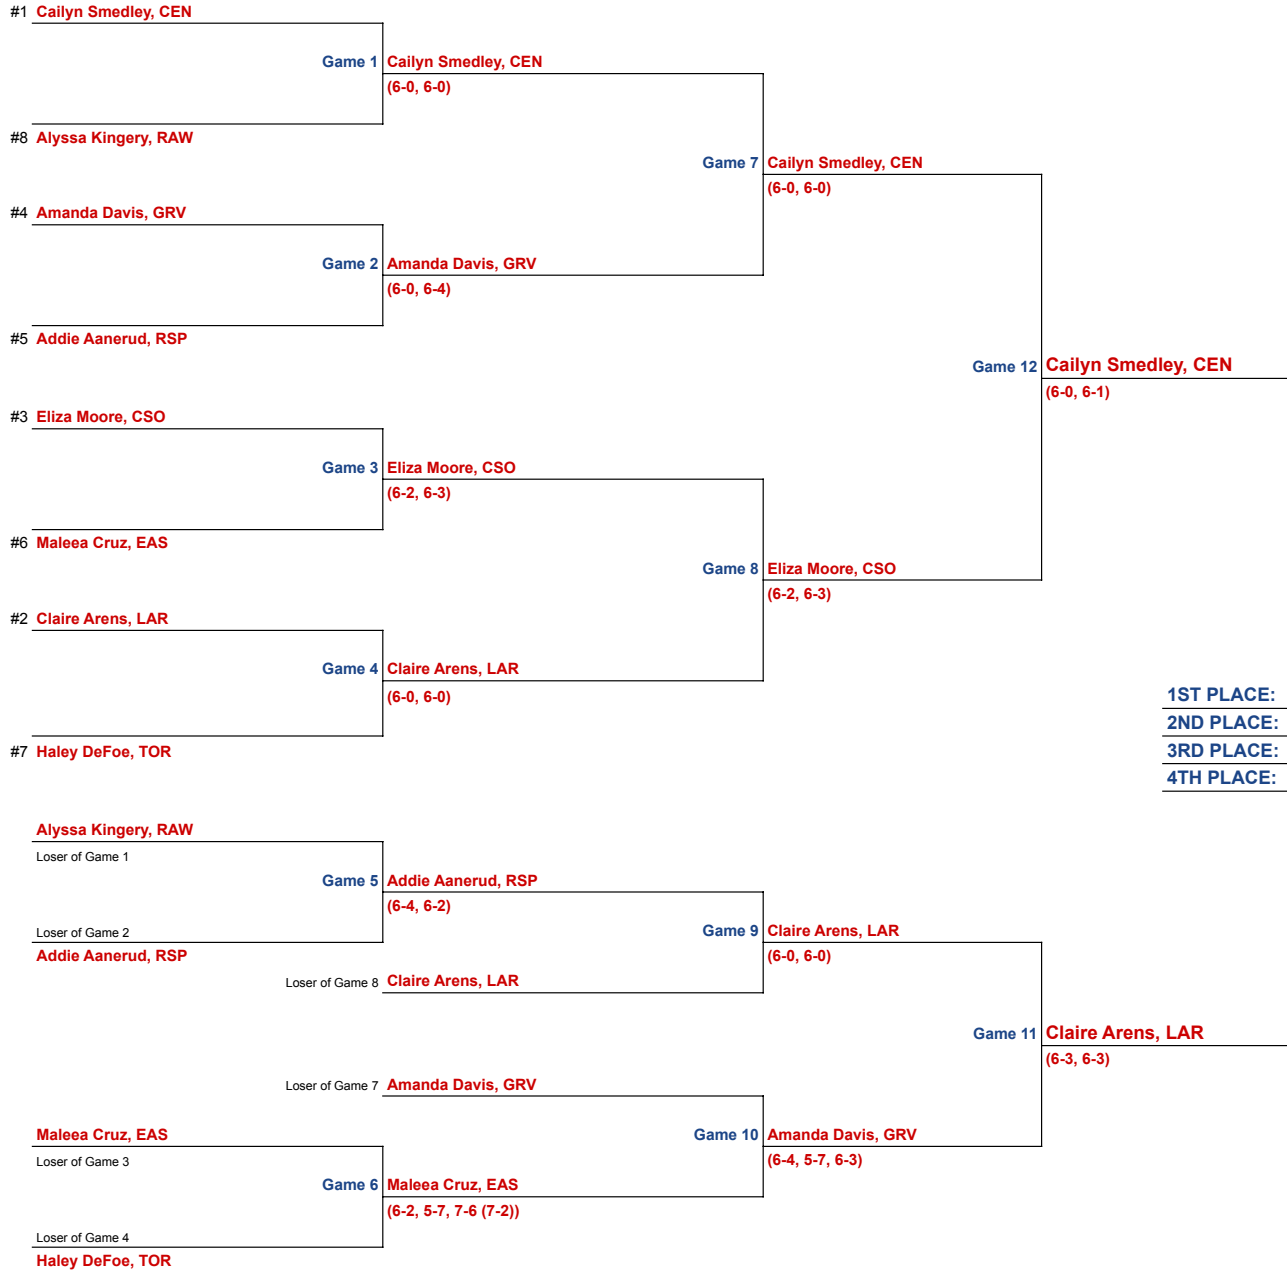 #1 Cailyn Smedley, CEN
Game 1 Cailyn Smedley, CEN
(6-0, 6-0)
#8 Alyssa Kingery, RAW
Game 7 Cailyn Smedley, CEN
(6-0, 6-0)
#4 Amanda Davis, GRV
Game 2 Amanda Davis, GRV
(6-0, 6-4)
#5 Addie Aanerud, RSP
Game 12 Cailyn Smedley, CEN
(6-0, 6-1)
#3 Eliza Moore, CSO
Game 3 Eliza Moore, CSO
(6-2, 6-3)
#6 Maleea Cruz, EAS
Game 8 Eliza Moore, CSO
(6-2, 6-3)
#2 Claire Arens, LAR
Game 4 Claire Arens, LAR
(6-0, 6-0)
#7 Haley DeFoe, TOR
1ST PLACE:
2ND PLACE:
3RD PLACE:
4TH PLACE:
Alyssa Kingery, RAW
Loser of Game 1
Game 5 Addie Aanerud, RSP
(6-4, 6-2)
Loser of Game 2
Addie Aanerud, RSP
Game 9 Claire Arens, LAR
(6-0, 6-0)
Loser of Game 8 Claire Arens, LAR
Game 11 Claire Arens, LAR
(6-3, 6-3)
Loser of Game 7 Amanda Davis, GRV
Game 10 Amanda Davis, GRV
(6-4, 5-7, 6-3)
Maleea Cruz, EAS
Loser of Game 3
Game 6 Maleea Cruz, EAS
(6-2, 5-7, 7-6 (7-2))
Loser of Game 4
Haley DeFoe, TOR